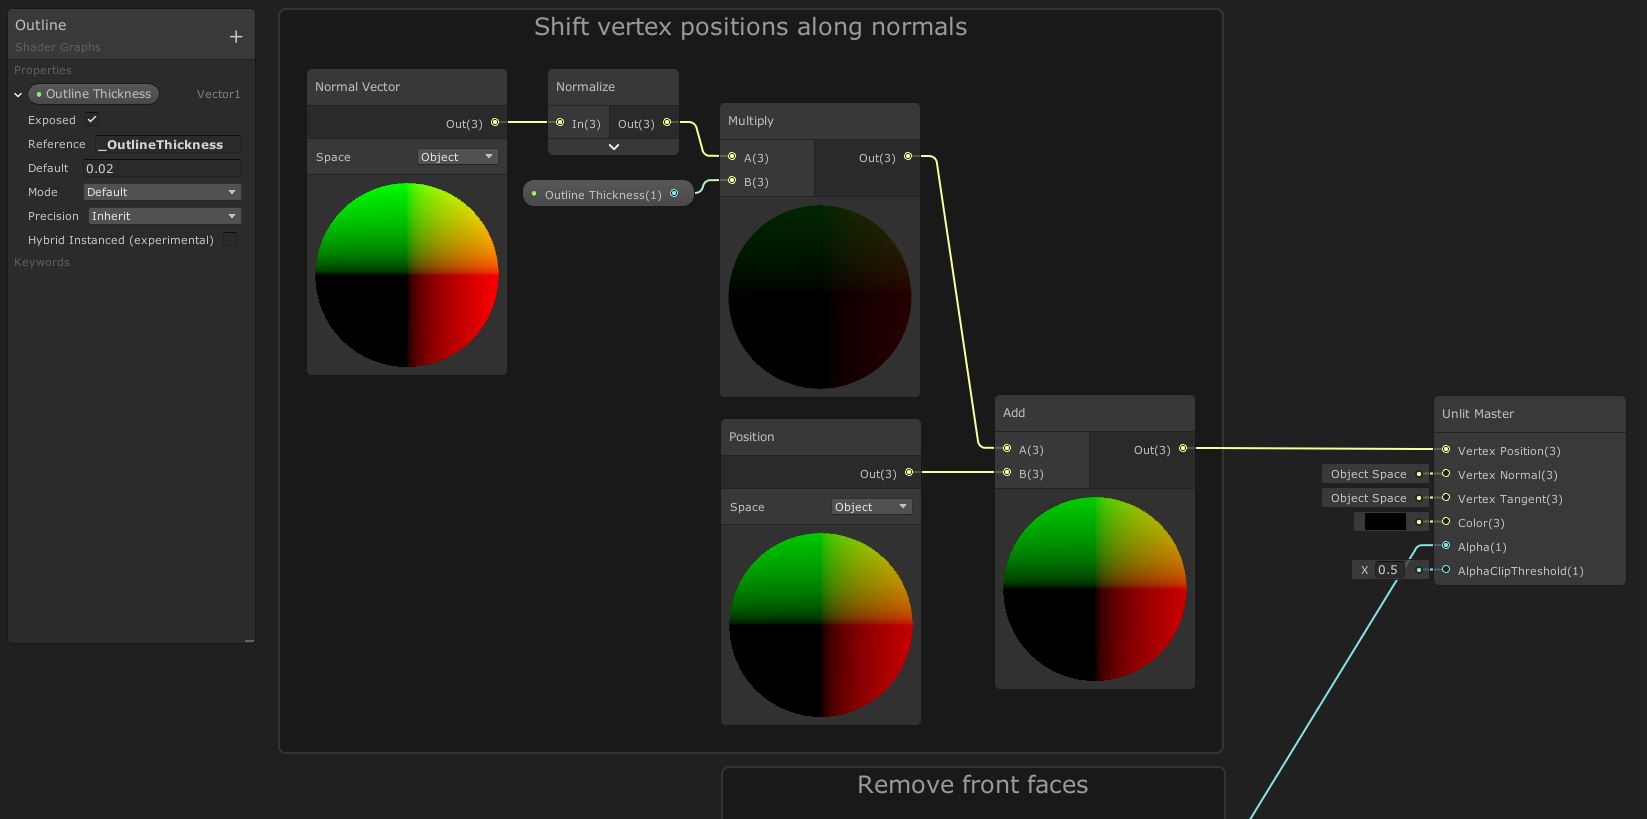 Outline
Shader Graphs
+
Properties
Outline Thickness Vector1
Exposed
Reference _OutlineThickness
Default 0.02
Mode Default
Precision Inherit
Hybrid Instanced (experimental)
Keywords
Shift vertex positions along normals
Normal Vector
Out(3)
Space Object
Normalize
In(3) Out(3)
Outline Thickness(1)
Multiply
A(3) Out(3)
B(3)
Position
Out(3)
Space Object
Add
A(3) Out(3)
B(3)
Unlit Master
Vertex Position(3)
Object Space Vertex Normal(3)
Object Space Vertex Tangent(3)
Color(3)
Alpha(1)
X 0.5 AlphaClipThreshold(1)
Remove front faces